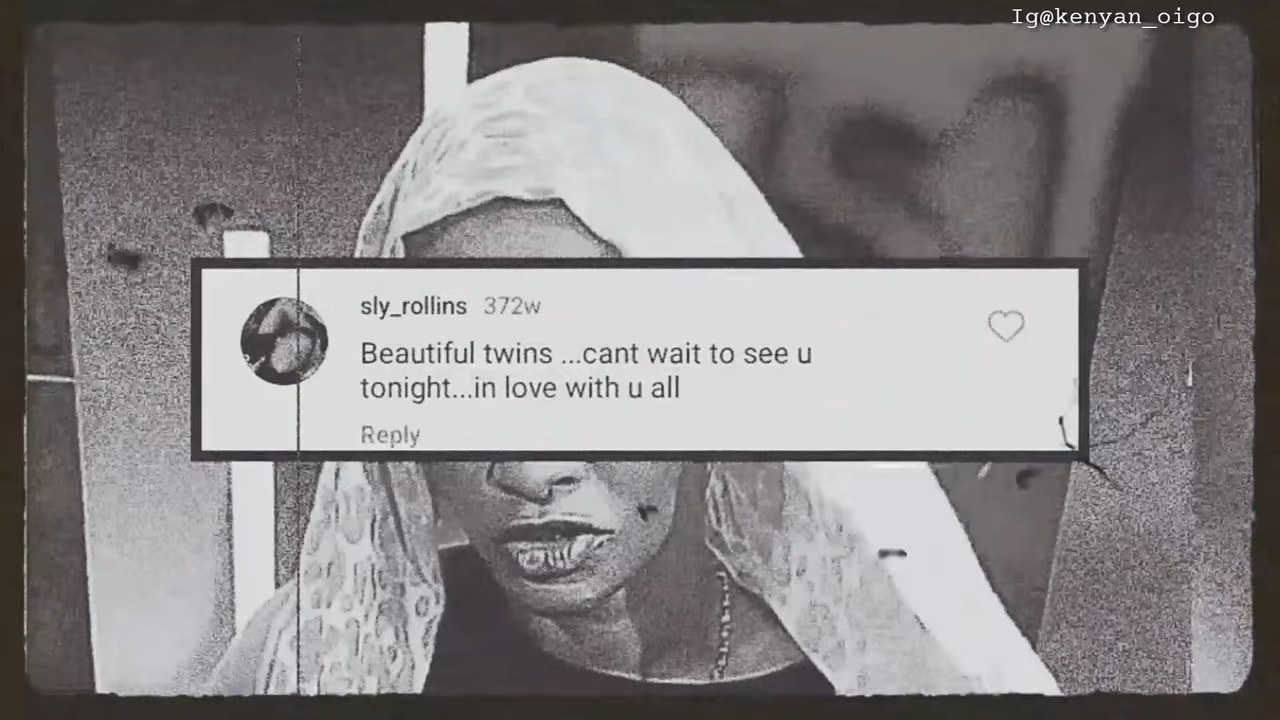 Ig@kenyan_oigo
sly_rollins 372w
Beautiful twins ...cant wait to see u
tonight...in love with u all
Reply